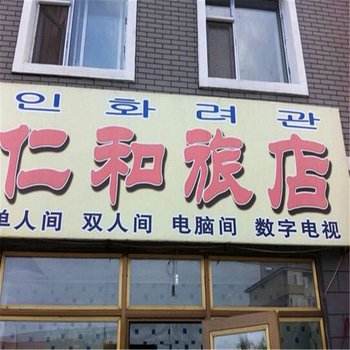 인화려관
仁和旅店
单人间 双人间 电脑间 数字电视